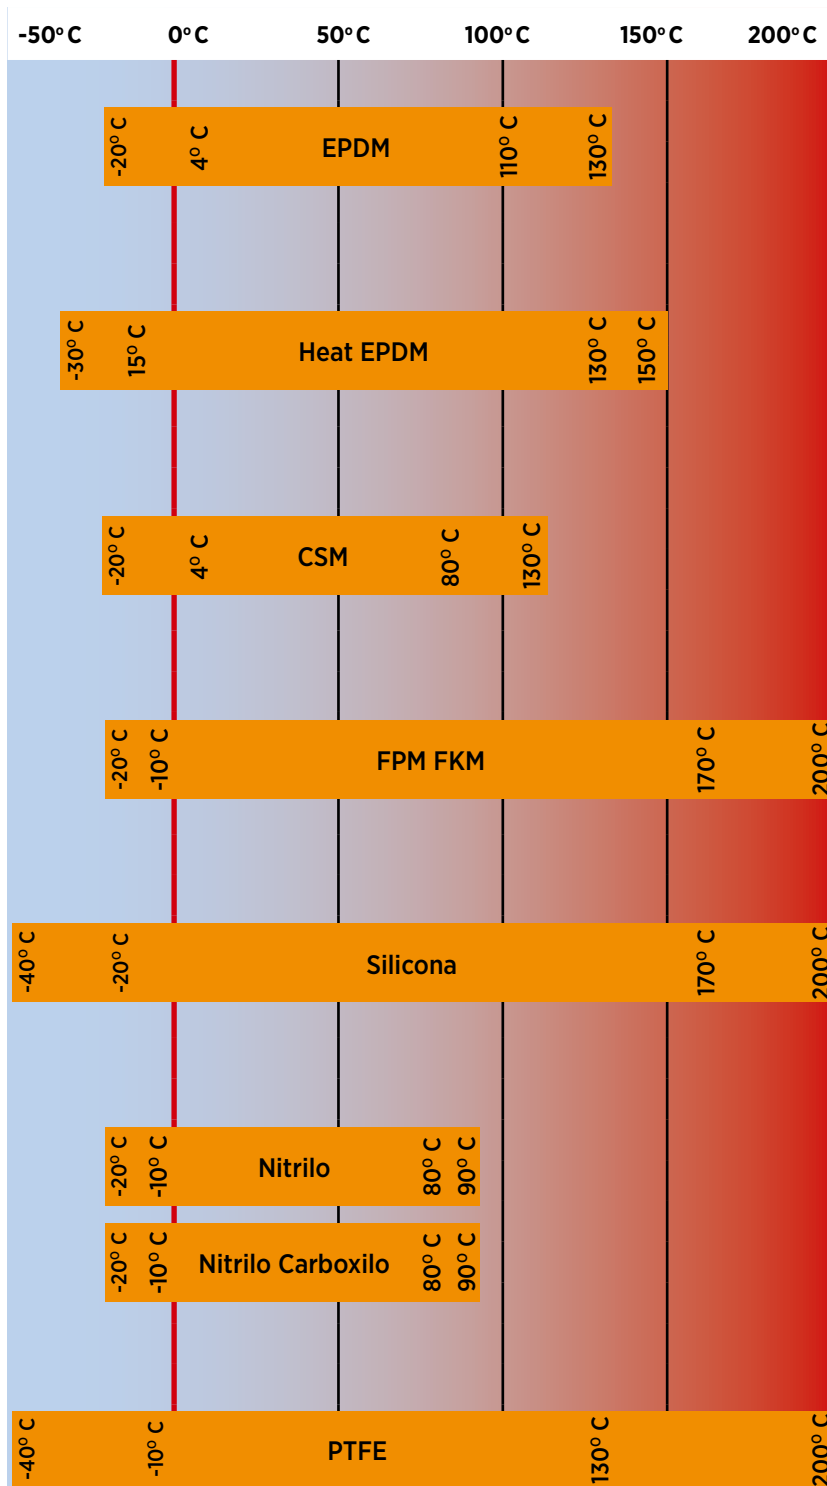 -50°C 0°C 50°C 100°C 150°C 200°C
-20° C 4° C EPDM 110° C 130° C
-30° C 15° C Heat EPDM 130° C 150° C
-20° C 4° C CSM 80° C 130° C
-20° C -10° C FPM FKM 170° C 200° C
-40° C -20° C Silicona 170° C 200° C
-20° C -10° C Nitrilo 80° C 90° C
-20° C -10° C Nitrilo Carboxilo 80° C 90° C
-40° C -10° C PTFE 130° C 200° C